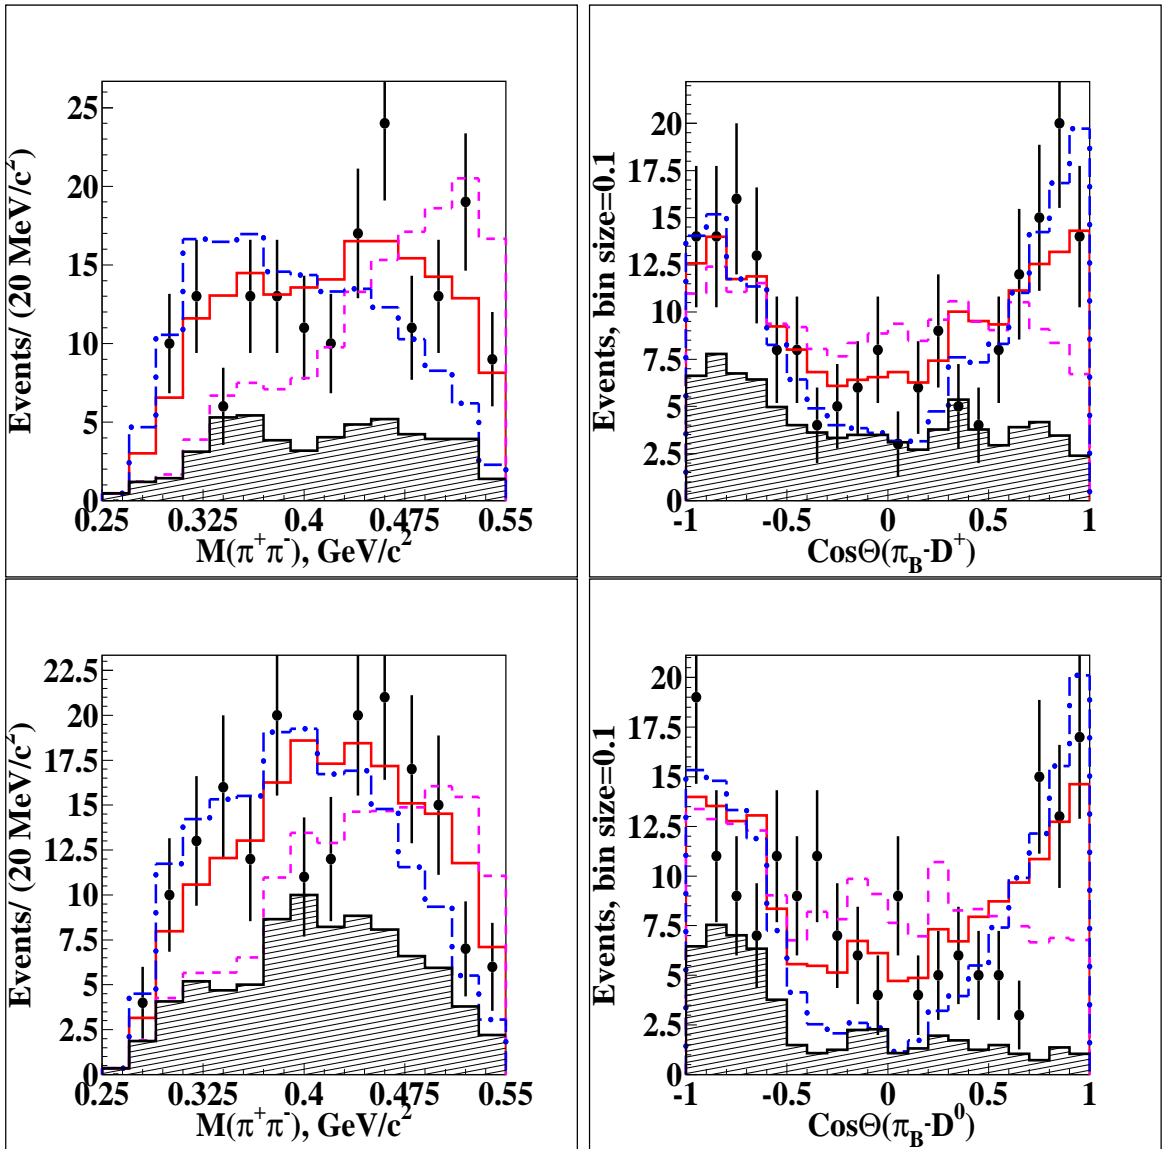 Events/ (20 MeV/c²)
25
20
15
10
5
0
0.25 0.325 0.4 0.475 0.55
M(π⁺π⁻), GeV/c²
Events, bin size=0.1
20
17.5
15
12.5
10
7.5
5
2.5
0
-1 -0.5 0 0.5 1
CosΘ(π_B-D⁺)
Events/ (20 MeV/c²)
22.5
20
17.5
15
12.5
10
7.5
5
2.5
0
0.25 0.325 0.4 0.475 0.55
M(π⁺π⁻), GeV/c²
Events, bin size=0.1
20
17.5
15
12.5
10
7.5
5
2.5
0
-1 -0.5 0 0.5 1
CosΘ(π_B-D⁰)